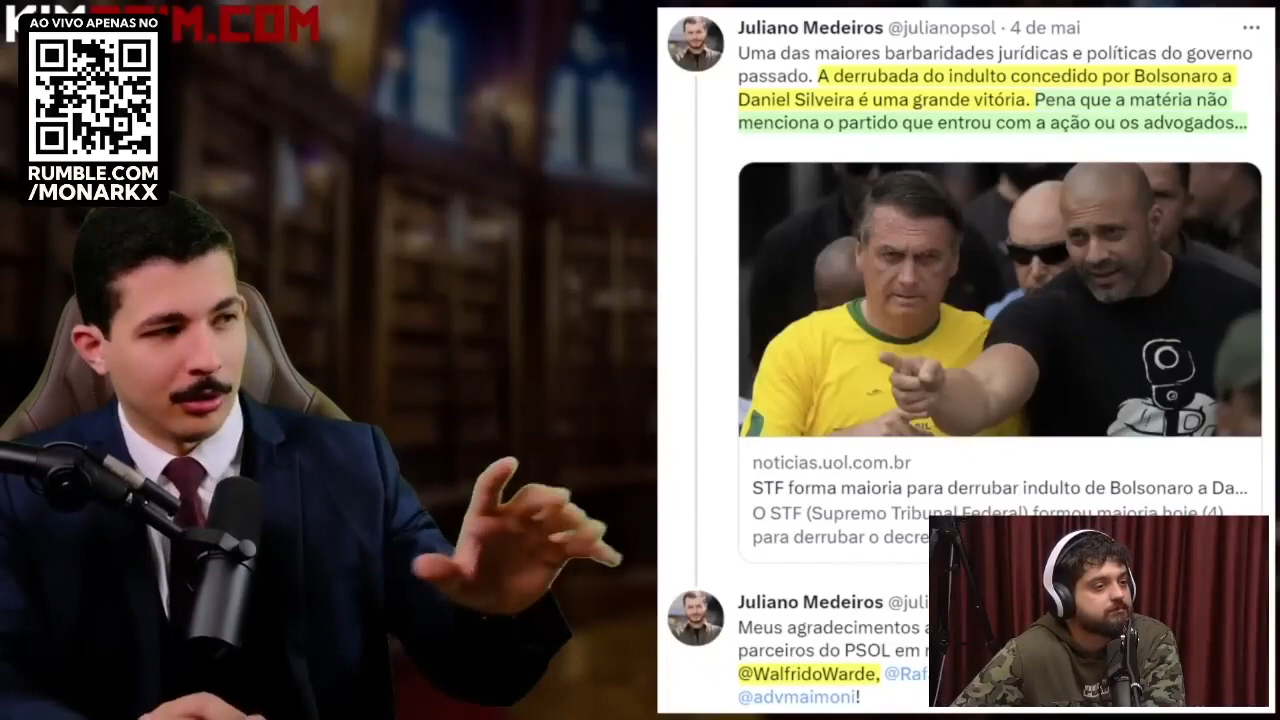 AO VIVO APENAS NO
RUMBLE.COM
/MONARKX
Juliano Medeiros @julianopsol · 4 de mai
Uma das maiores barbaridades jurídicas e políticas do governo
passado. A derrubada do indulto concedido por Bolsonaro a
Daniel Silveira é uma grande vitória. Pena que a matéria não
menciona o partido que entrou com a ação ou os advogados...
noticias.uol.com.br
STF forma maioria para derrubar indulto de Bolsonaro a Da...
O STF (Supremo Tribunal Federal) formou maioria hoje (4)
para derrubar o decre
Juliano Medeiros @juli
Meus agradecimentos a
parceiros do PSOL em
@WalfridoWarde, @Raf
@advmaimoni!